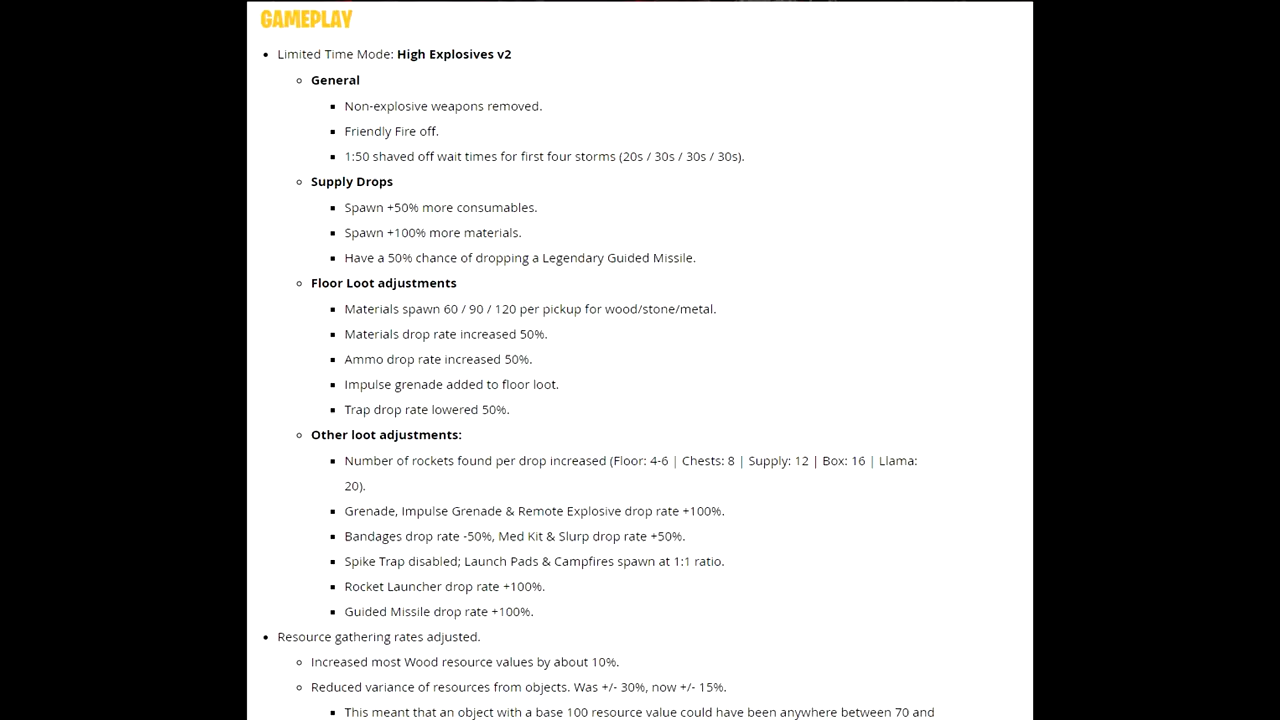 GAMEPLAY
Limited Time Mode: High Explosives v2
General
Non-explosive weapons removed.
Friendly Fire off.
1:50 shaved off wait times for first four storms (20s / 30s / 30s / 30s).
Supply Drops
Spawn +50% more consumables.
Spawn +100% more materials.
Have a 50% chance of dropping a Legendary Guided Missile.
Floor Loot adjustments
Materials spawn 60 / 90 / 120 per pickup for wood/stone/metal.
Materials drop rate increased 50%.
Ammo drop rate increased 50%.
Impulse grenade added to floor loot.
Trap drop rate lowered 50%.
Other loot adjustments:
Number of rockets found per drop increased (Floor: 4-6 | Chests: 8 | Supply: 12 | Box: 16 | Llama:
20).
Grenade, Impulse Grenade & Remote Explosive drop rate +100%.
Bandages drop rate -50%, Med Kit & Slurp drop rate +50%.
Spike Trap disabled; Launch Pads & Campfires spawn at 1:1 ratio.
Rocket Launcher drop rate +100%.
Guided Missile drop rate +100%.
Resource gathering rates adjusted.
Increased most Wood resource values by about 10%.
Reduced variance of resources from objects. Was +/- 30%, now +/- 15%.
This meant that an object with a base 100 resource value could have been anywhere between 70 and